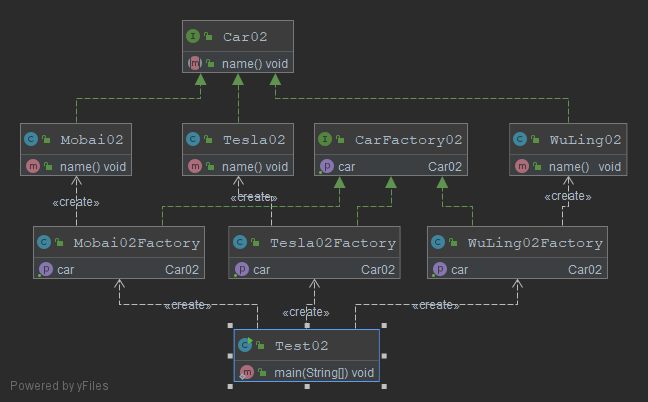 Car02
name() void
Mobai02
name() void
Tesla02
name() void
CarFactory02
car Car02
WuLing02
name() void
«create»
«create»
«create»
Mobai02Factory
car Car02
Tesla02Factory
car Car02
WuLing02Factory
car Car02
«create»
«create»
«create»
Test02
main(String[]) void
Powered by yFiles